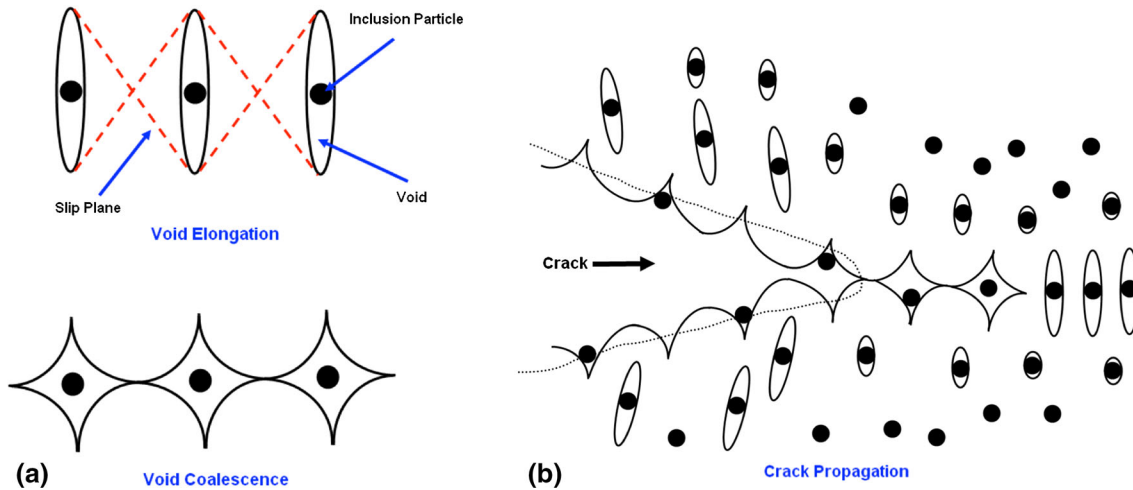 Inclusion Particle
Slip Plane
Void
Void Elongation
Crack
(a)
Void Coalescence
(b)
Crack Propagation